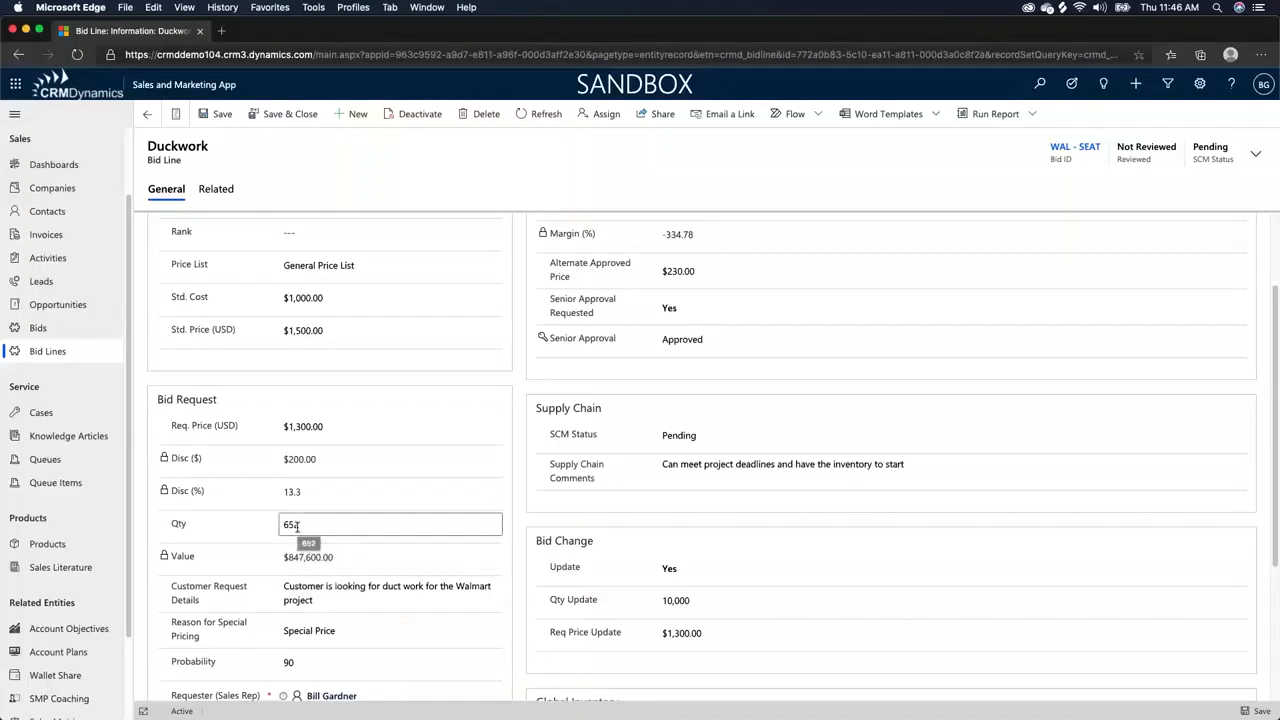 Microsoft Edge File Edit View History Favorites Tools Profiles Tab Window Help Thu 11:46 AM
Bid Line: Information: Duckwor
https://crmddemo104.crm3.dynamics.com/main.aspx?appid=963c9592-a9d7-e811-a96f-000d3aff2e30&pagetype=entityrecord&etn=crmd_bidline&id=772a0b83-5c10-ea11-a811-000d3a0c8f2a&recordSetQueryKey=crmd_...
CRMDynamics Sales and Marketing App SANDBOX BG
Save Save & Close New Deactivate Delete Refresh Assign Share Email a Link Flow Word Templates Run Report
Sales
Dashboards
Companies
Contacts
Invoices
Activities
Leads
Opportunities
Bids
Bid Lines
Service
Cases
Knowledge Articles
Queues
Queue Items
Products
Products
Sales Literature
Related Entities
Account Objectives
Account Plans
Wallet Share
SMP Coaching
Duckwork
Bid Line
WAL - SEAT
Bid ID
Not Reviewed
Reviewed
Pending
SCM Status
General Related
Rank ---
Price List General Price List
Std. Cost $1,000.00
Std. Price (USD) $1,500.00
Bid Request
Req. Price (USD) $1,300.00
Disc ($) $200.00
Disc (%) 13.3
Qty 652
652
Value $847,600.00
Customer Request Details
Customer is looking for duct work for the Walmart
project
Reason for Special Pricing
Special Price
Probability 90
Requester (Sales Rep) * Bill Gardner
Margin (%) -334.78
Alternate Approved
Price
$230.00
Senior Approval
Requested
Yes
Senior Approval Approved
Supply Chain
SCM Status Pending
Supply Chain
Comments
Can meet project deadlines and have the inventory to start
Bid Change
Update Yes
Qty Update 10,000
Req Price Update $1,300.00
Global Inventory
Active Save